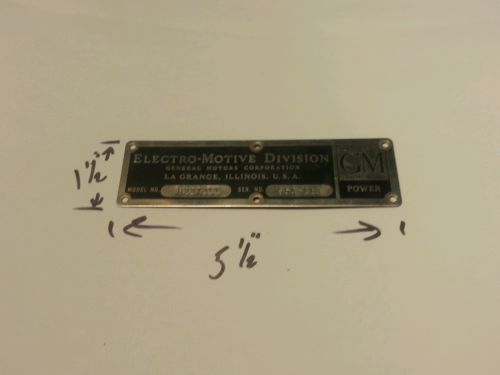 ELECTRO-MOTIVE DIVISION
GENERAL MOTORS CORPORATION
LA GRANGE, ILLINOIS, U.S.A.
MODEL NO. SER. NO.
GM
POWER
1 1/2"
5 1/2"